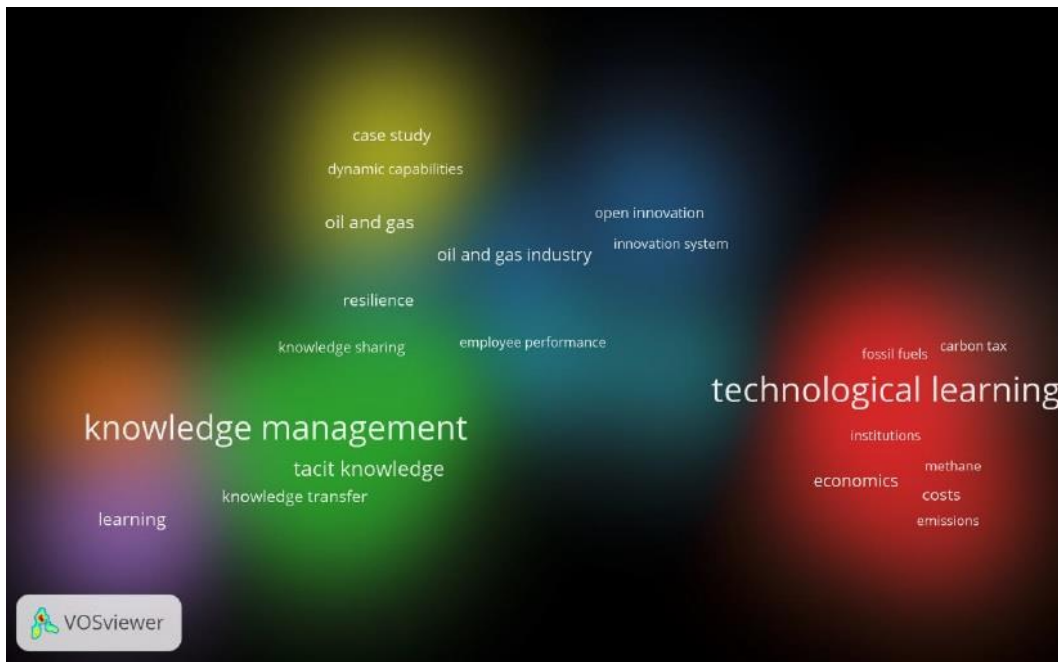 case study
dynamic capabilities
oil and gas
open innovation
innovation system
oil and gas industry
resilience
knowledge sharing
employee performance
fossil fuels
carbon tax
technological learning
knowledge management
institutions
tacit knowledge
methane
economics
knowledge transfer
costs
learning
emissions
VOSviewer